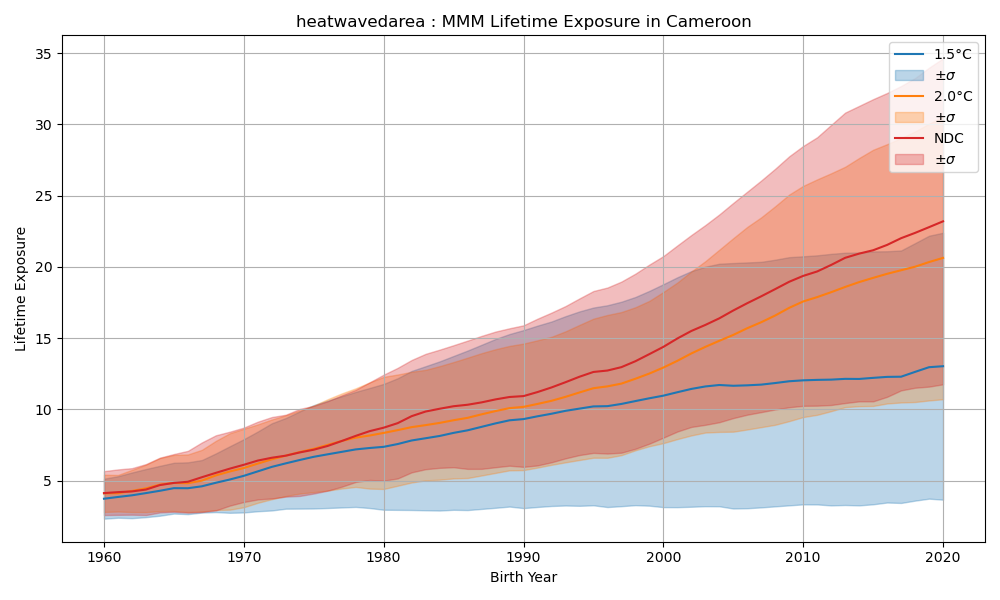 heatwavedarea : MMM Lifetime Exposure in Cameroon
35
30
25
20
15
10
5
Lifetime Exposure
1.5°C
±σ
2.0°C
±σ
NDC
±σ
1960 1970 1980 1990 2000 2010 2020
Birth Year